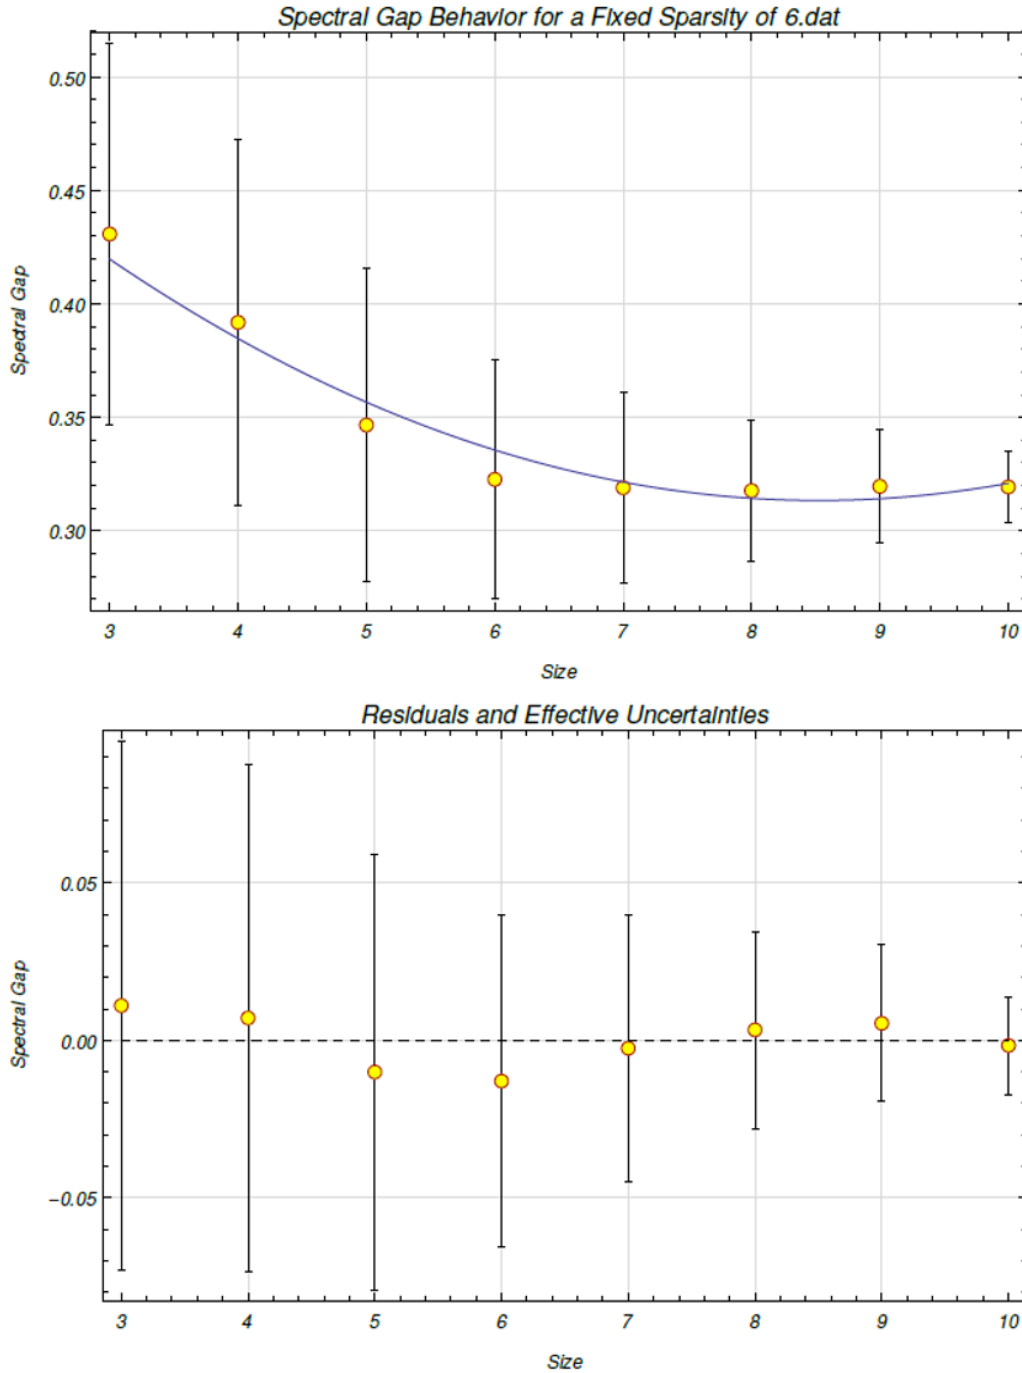 Spectral Gap Behavior for a Fixed Sparsity of 6.dat
0.50
0.45
0.40
0.35
0.30
Spectral Gap
3 4 5 6 7 8 9 10
Size
Residuals and Effective Uncertainties
0.05
0.00
−0.05
Spectral Gap
3 4 5 6 7 8 9 10
Size